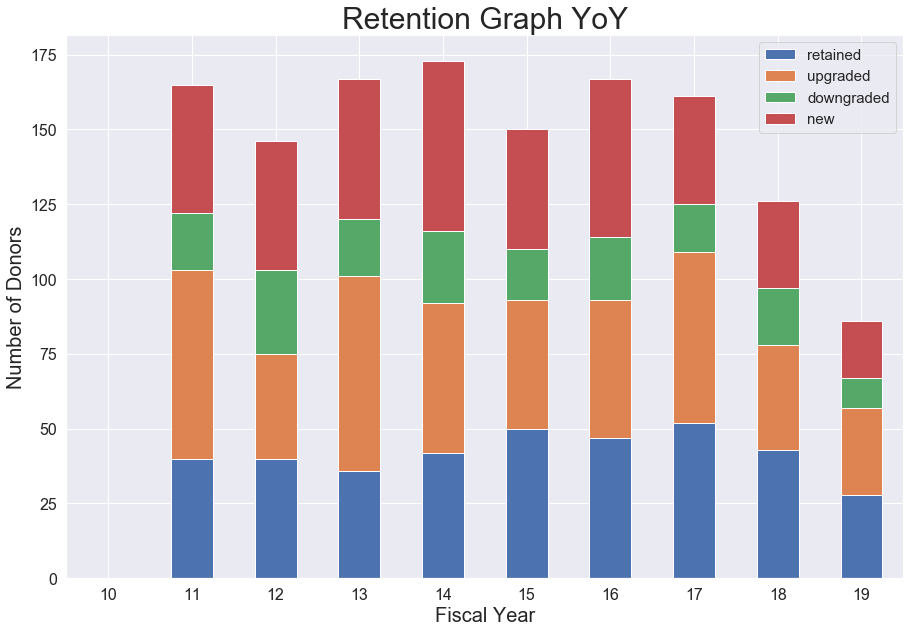 Retention Graph YoY
retained
upgraded
downgraded
new
Number of Donors
175
150
125
100
75
50
25
0
10 11 12 13 14 15 16 17 18 19
Fiscal Year